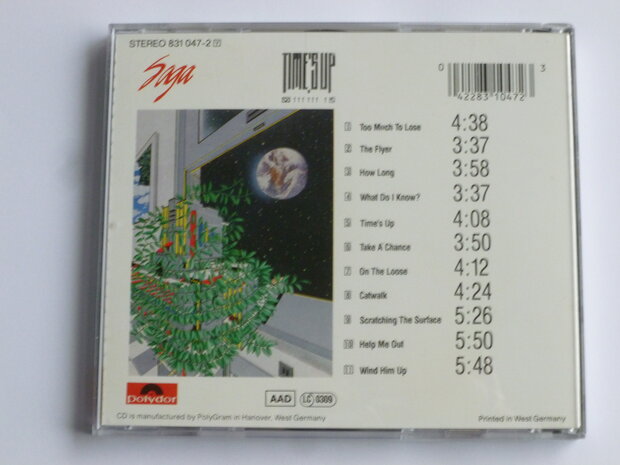 STEREO 831 047-2
Saga
TIME'S UP
0 42283 10472 3
1 Too Much To Lose 4:38
2 The Flyer 3:37
3 How Long 3:58
4 What Do I Know? 3:37
5 Time's Up 4:08
6 Take A Chance 3:50
7 On The Loose 4:12
8 Catwalk 4:24
9 Scratching The Surface 5:26
10 Help Me Out 5:50
11 Wind Him Up 5:48
polydor
AAD
LC 0309
CD is manufactured by PolyGram in Hanover, West Germany
Printed in West Germany